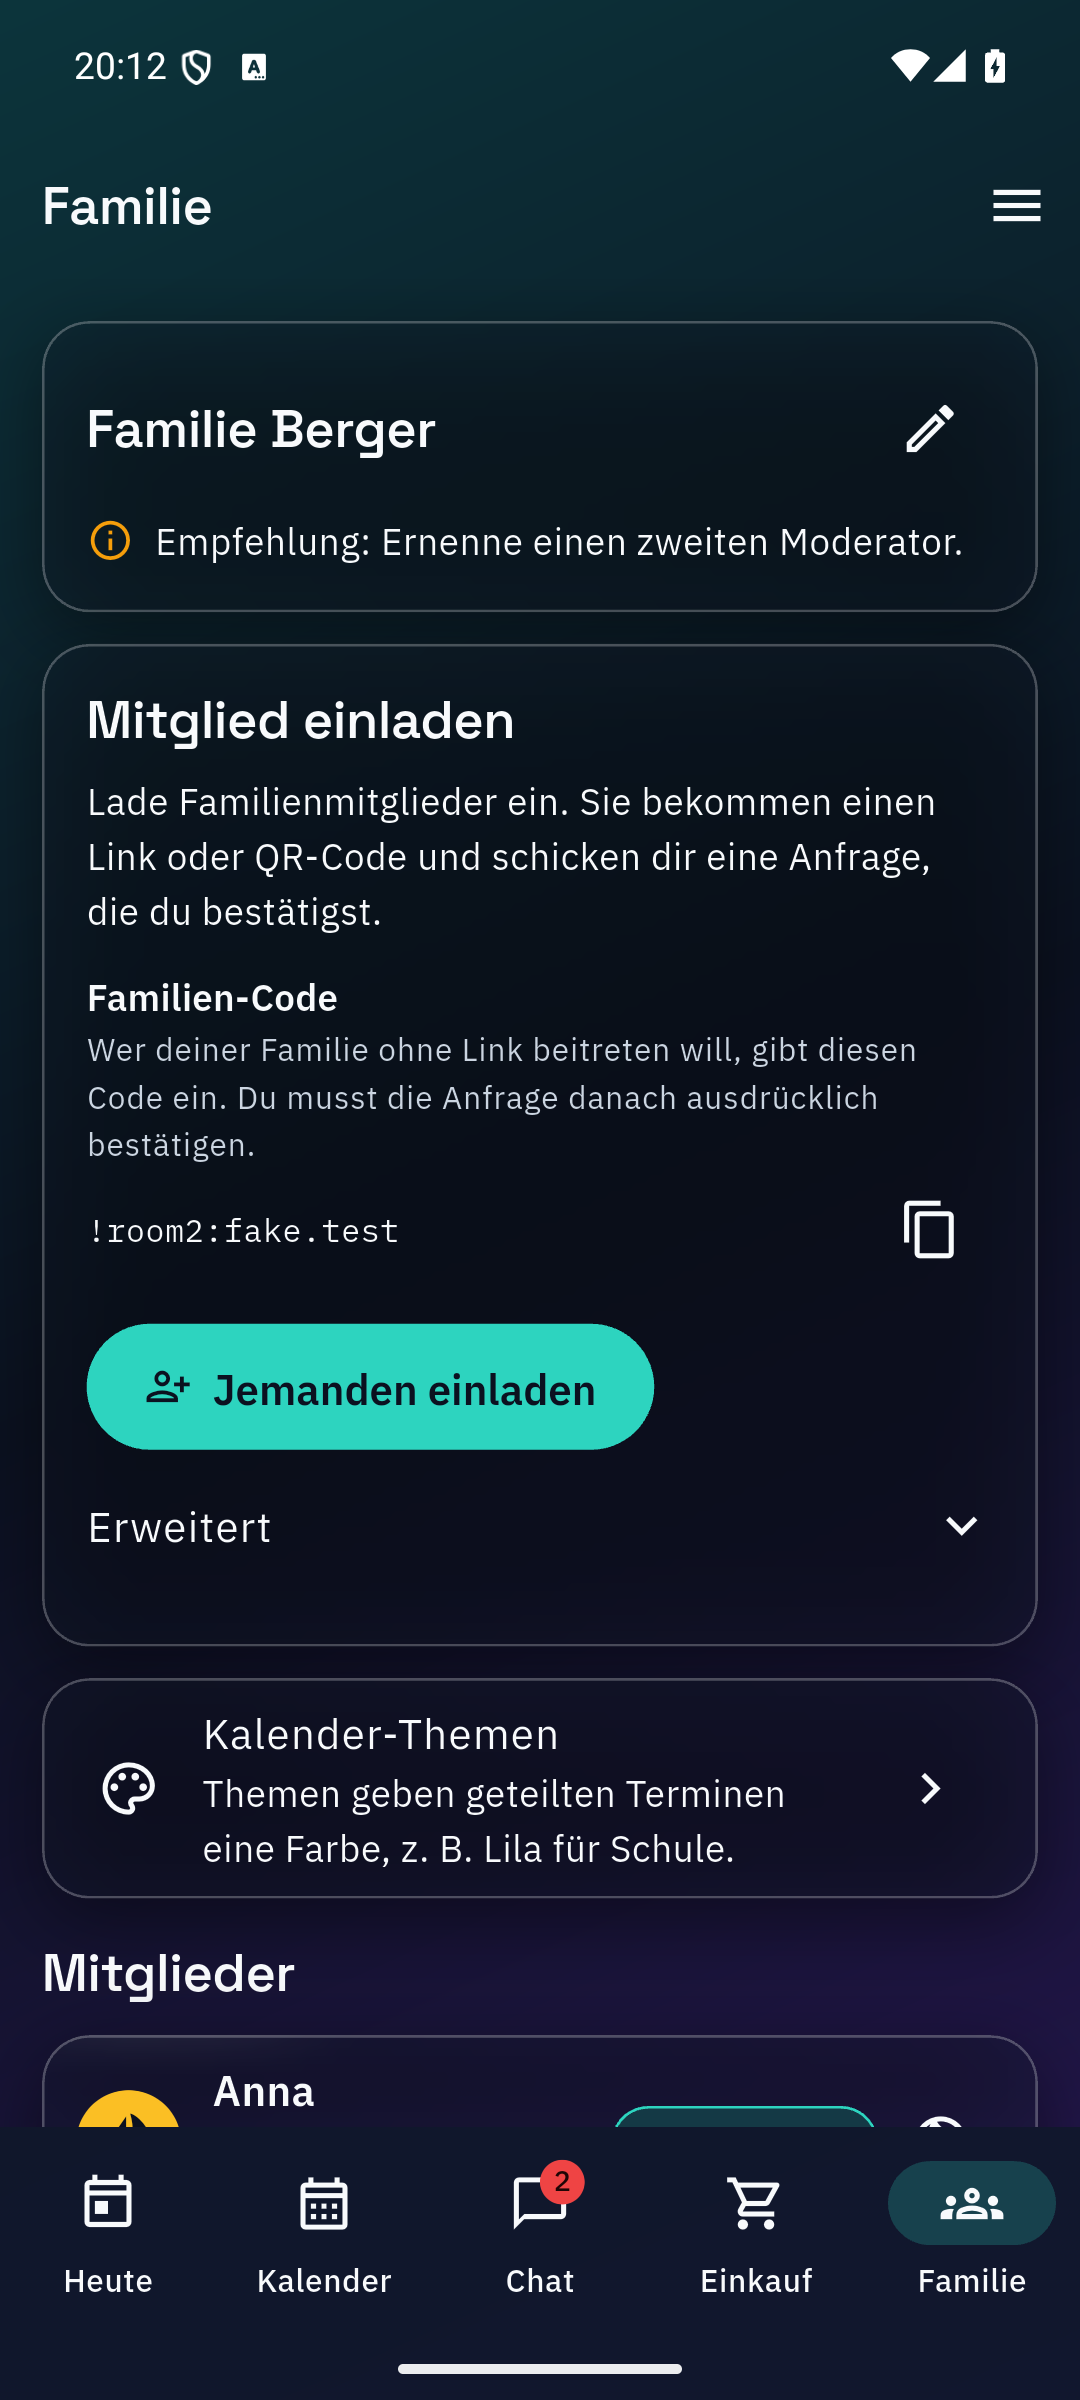 20:12
Familie
Familie Berger
Empfehlung: Ernenne einen zweiten Moderator.
Mitglied einladen
Lade Familienmitglieder ein. Sie bekommen einen
Link oder QR-Code und schicken dir eine Anfrage,
die du bestätigst.
Familien-Code
Wer deiner Familie ohne Link beitreten will, gibt diesen
Code ein. Du musst die Anfrage danach ausdrücklich
bestätigen.
!room2:fake.test
Jemanden einladen
Erweitert
Kalender-Themen
Themen geben geteilten Terminen
eine Farbe, z. B. Lila für Schule.
Mitglieder
Anna
2
Heute
Kalender
Chat
Einkauf
Familie